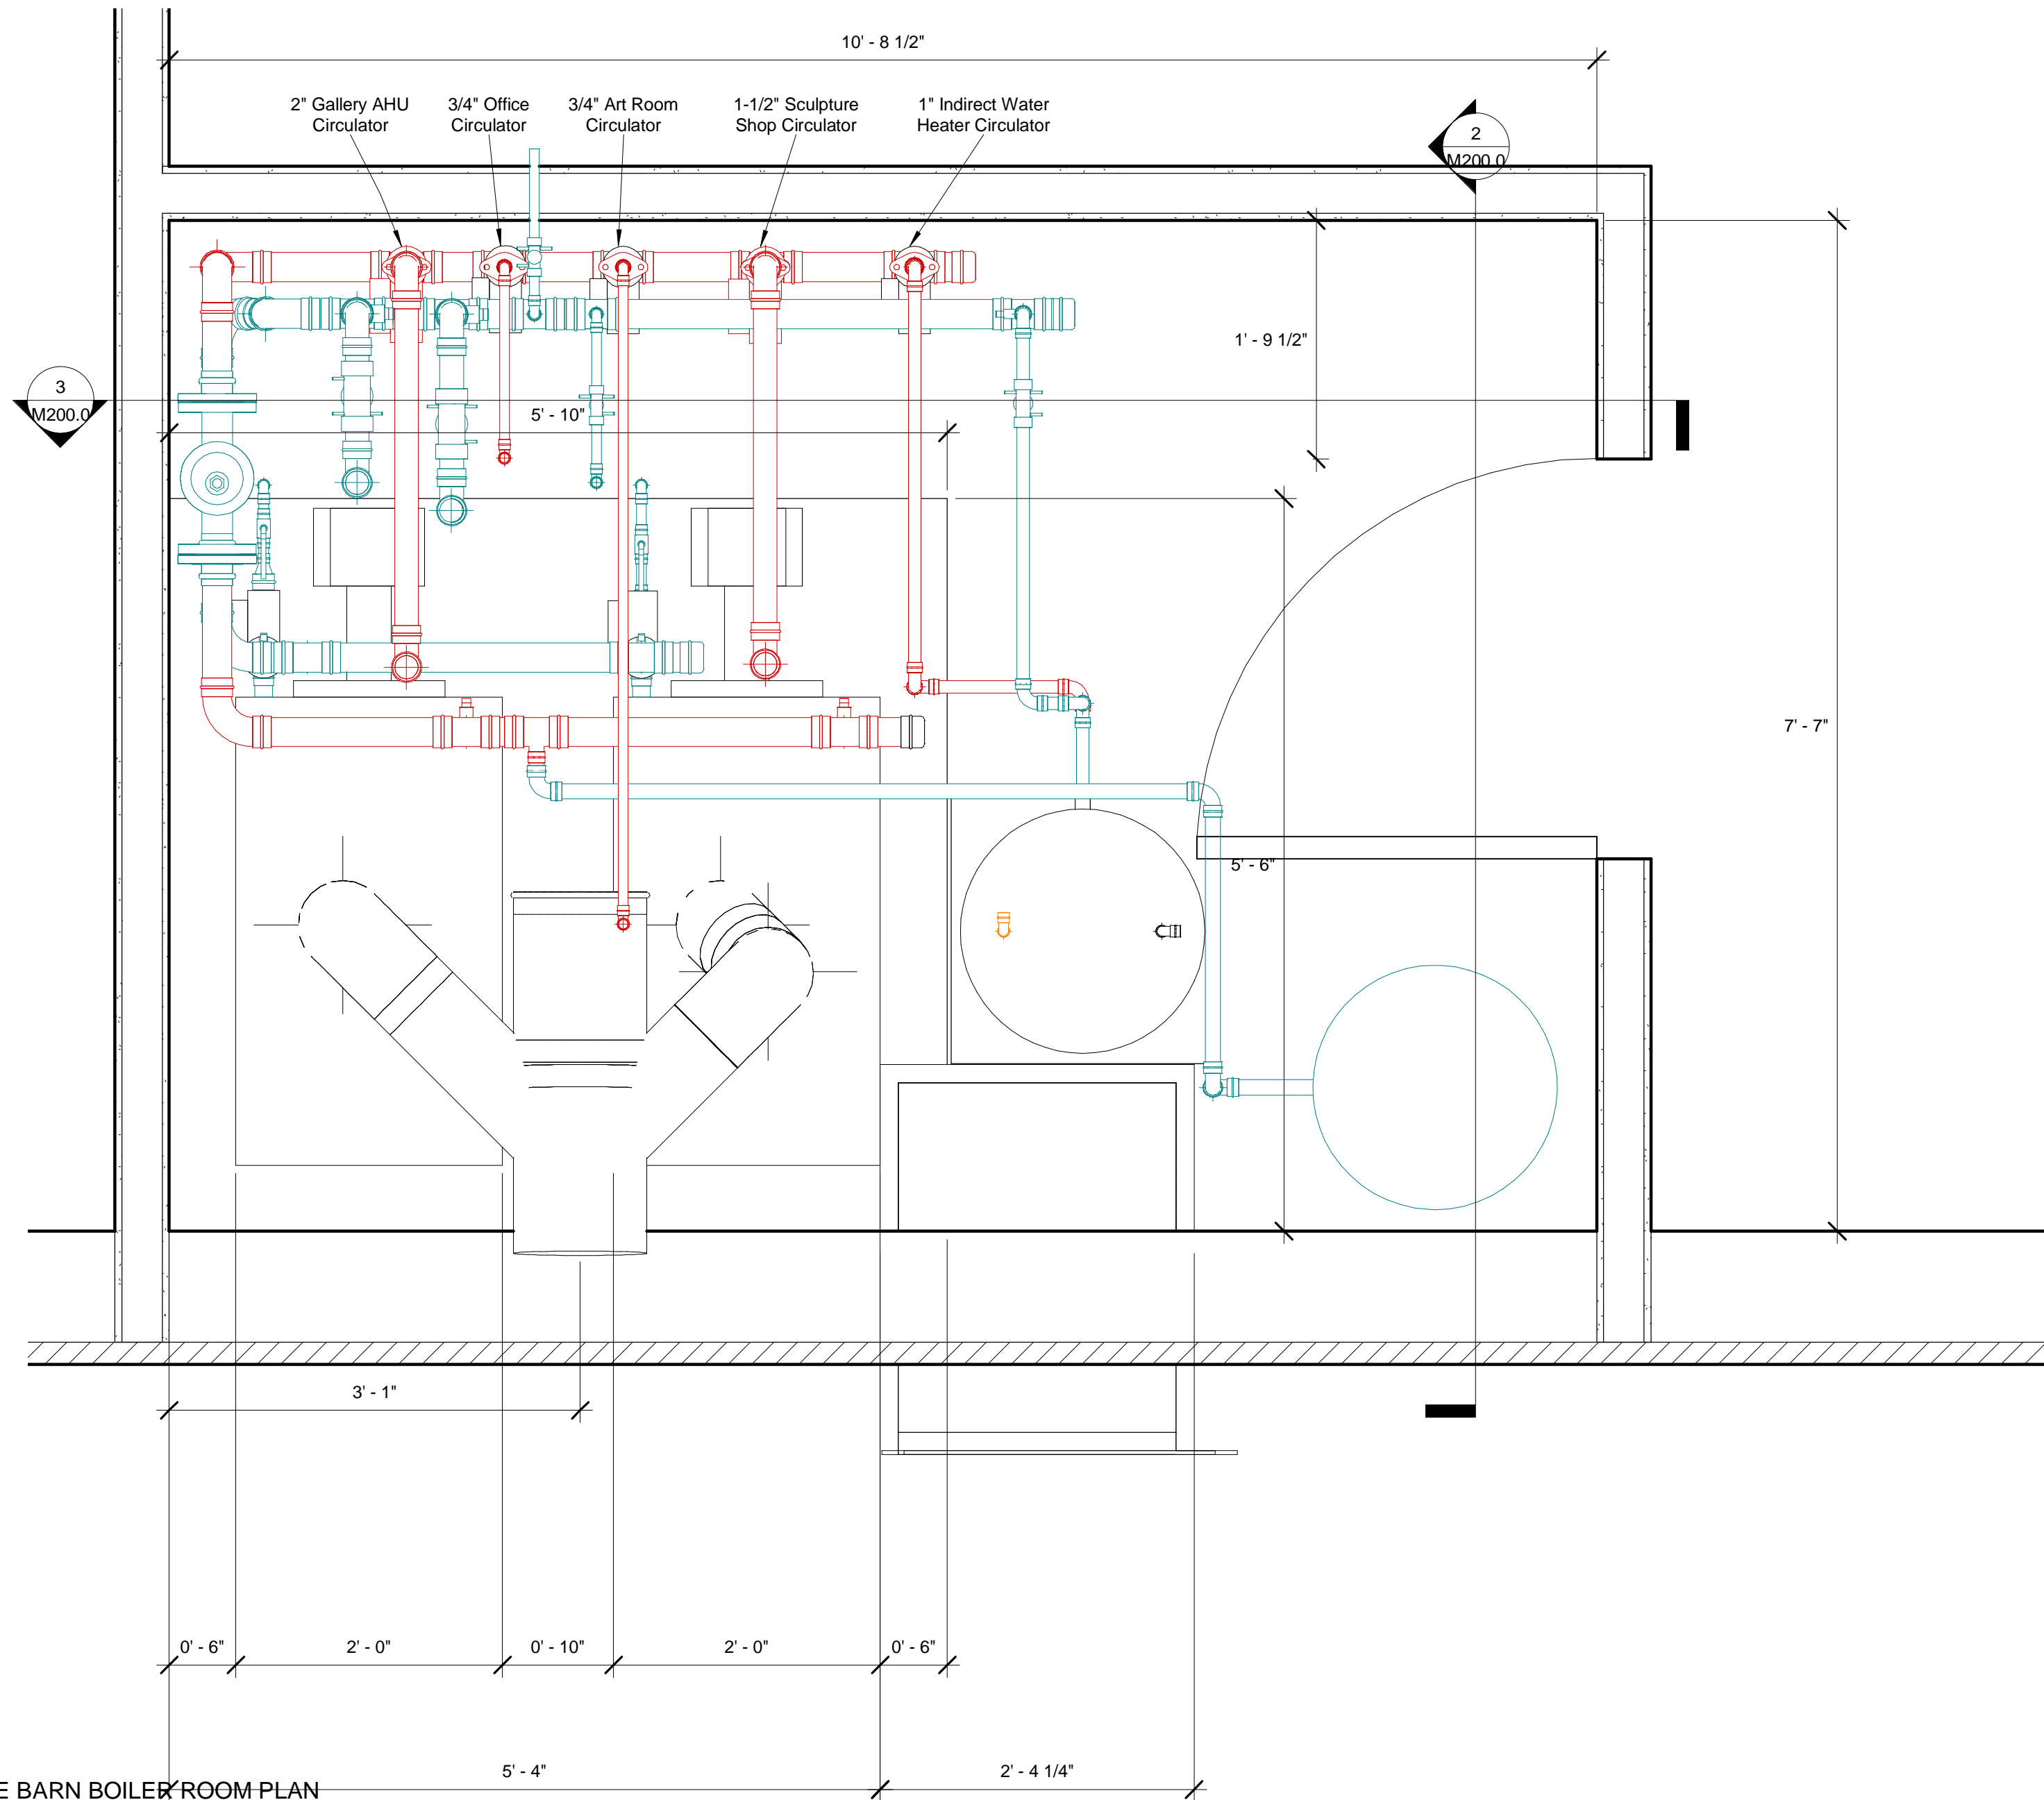 10' - 8 1/2"
2" Gallery AHU
Circulator
3/4" Office
Circulator
3/4" Art Room
Circulator
1-1/2" Sculpture
Shop Circulator
1" Indirect Water
Heater Circulator
2
M200.0
1' - 9 1/2"
3
M200.0
5' - 10"
7' - 7"
5' - 6"
3' - 1"
0' - 6"
2' - 0"
0' - 10"
2' - 0"
0' - 6"
5' - 4"
2' - 4 1/4"
E BARN BOILER ROOM PLAN